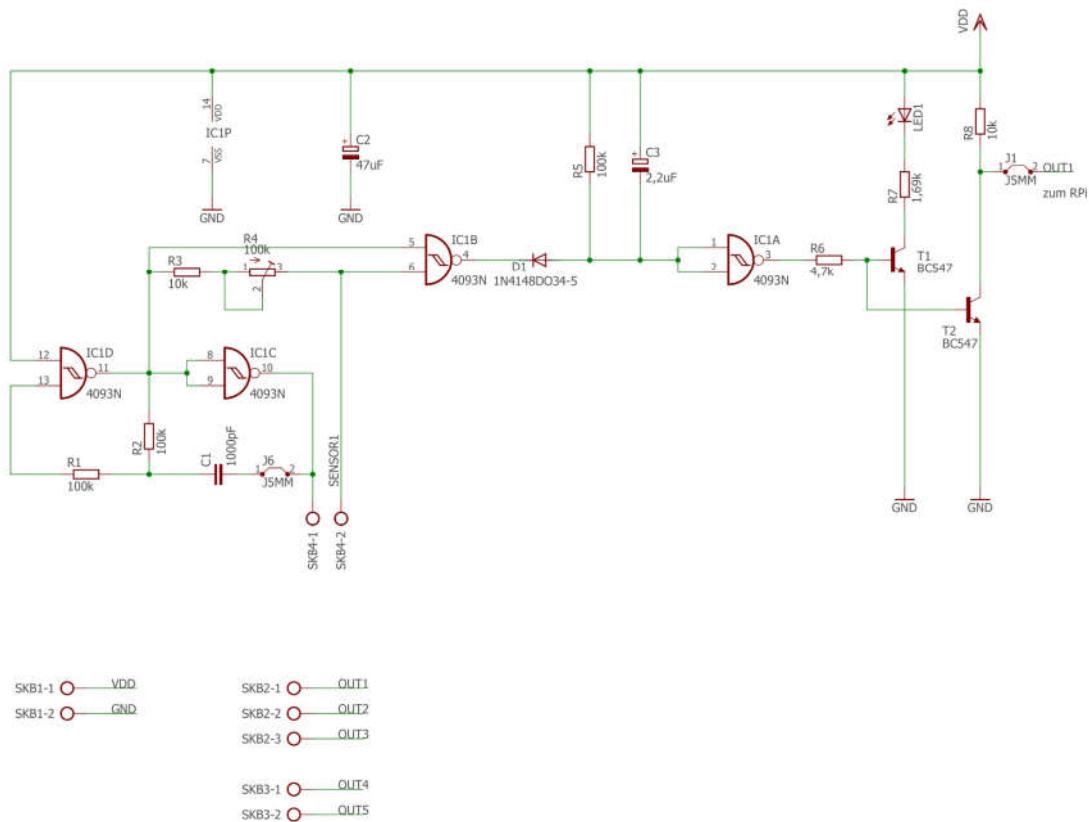 VDD
14
VDD
IC1P
7
VSS
GND
+
C2
47uF
GND
R5
100k
+
C3
2,2uF
LED1
R8
10k
J1
1
2
OUT1
J5MM
zum RPi
R7
1,69k
R4
100k
1
3
2
R3
10k
5
6
IC1B
4
4093N
D1
1N4148DO34-5
1
2
IC1A
3
4093N
R6
4,7k
T1
BC547
T2
BC547
12
13
IC1D
11
4093N
8
9
IC1C
10
4093N
R2
100k
R1
100k
C1
1000pF
J6
1
2
J5MM
SENSOR1
SKB4-1
SKB4-2
GND
GND
SKB1-1 VDD
SKB1-2 GND
SKB2-1 OUT1
SKB2-2 OUT2
SKB2-3 OUT3
SKB3-1 OUT4
SKB3-2 OUT5